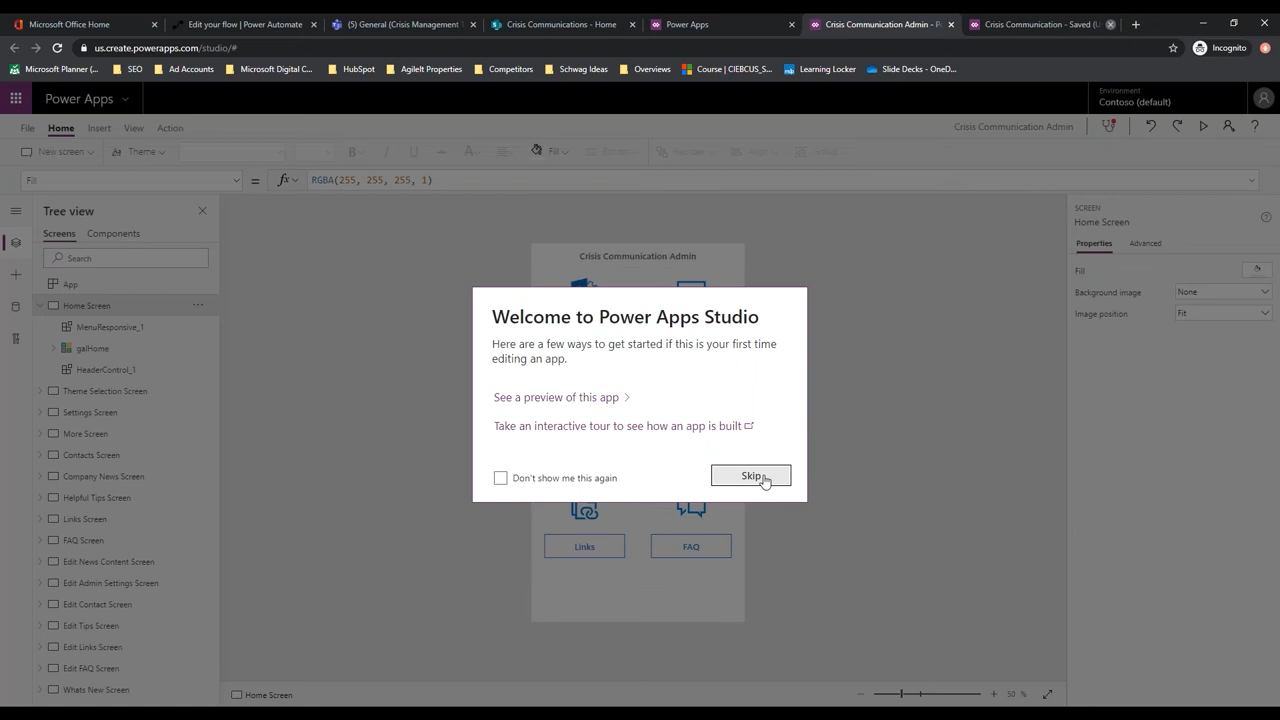 Microsoft Office Home
Edit your flow | Power Automate
(5) General (Crisis Management T
Crisis Communications - Home
Power Apps
Crisis Communication Admin - P
Crisis Communication - Saved (U
us.create.powerapps.com/studio/#
Incognito
Microsoft Planner (...
SEO
Ad Accounts
Microsoft Digital C...
HubSpot
AgileIt Properties
Competitors
Schwag Ideas
Overviews
Course | CIEBCUS_S...
Learning Locker
Slide Decks - OneD...
Power Apps
Environment
Contoso (default)
File
Home
Insert
View
Action
Crisis Communication Admin
New screen
Theme
B
I
U
A
Fill
Border
Reorder
Align
Fill
=
fx
RGBA(255, 255, 255, 1)
Tree view
Screens
Components
Search
App
Home Screen
MenuResponsive_1
galHome
HeaderControl_1
Theme Selection Screen
Settings Screen
More Screen
Contacts Screen
Company News Screen
Helpful Tips Screen
Links Screen
FAQ Screen
Edit News Content Screen
Edit Admin Settings Screen
Edit Contact Screen
Edit Tips Screen
Edit Links Screen
Edit FAQ Screen
Whats New Screen
Crisis Communication Admin
Welcome to Power Apps Studio
Here are a few ways to get started if this is your first time
editing an app.
See a preview of this app
Take an interactive tour to see how an app is built
Don't show me this again
Skip
Links
FAQ
SCREEN
Home Screen
Properties
Advanced
Fill
Background image
None
Image position
Fit
Home Screen
50 %